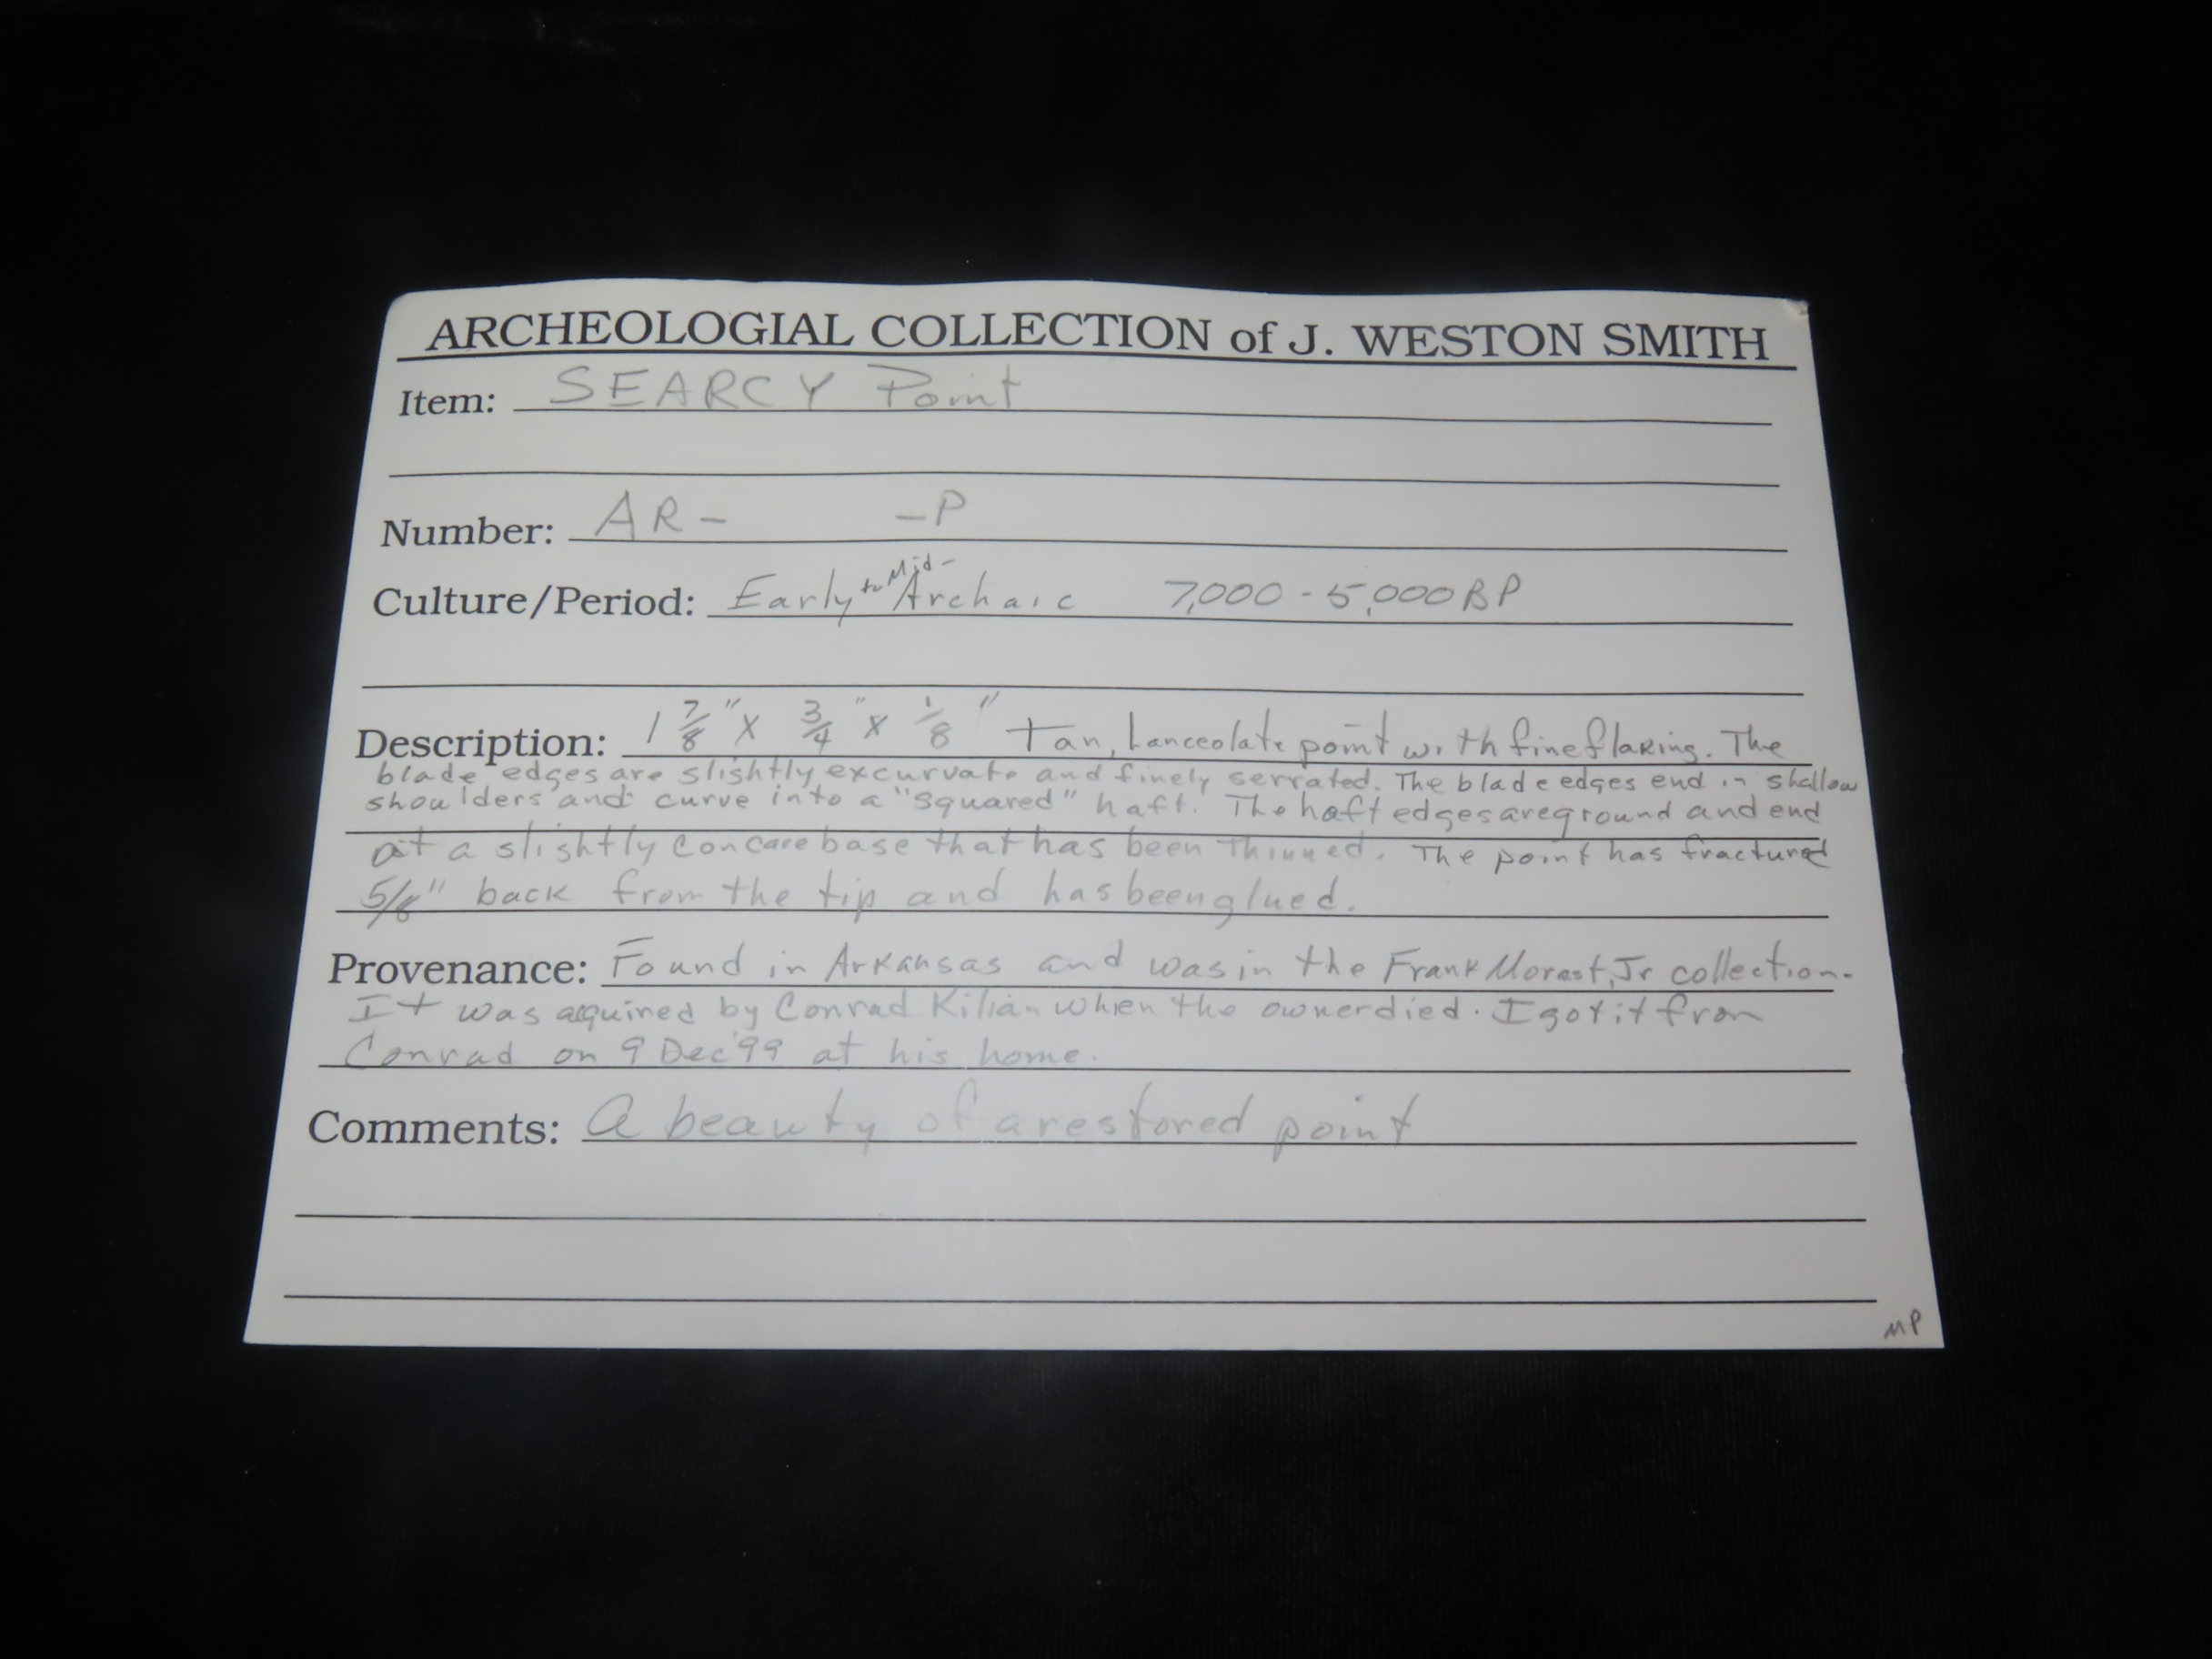 ARCHEOLOGIAL COLLECTION of J. WESTON SMITH
Item: SEARCY Point
Number: AR- -P
Culture/Period: Early to Mid- Archaic 7,000 - 5,000 BP
Description: 1 7/8" X 3/4" X 1/8" tan, lanceolate point with fine flaking. The
blade edges are slightly excurvate and finely serrated. The blade edges end in shallow
shoulders and curve into a "squared" haft. The haft edges are ground and end
at a slightly concave base that has been thinned. The point has fractured
5/8" back from the tip and has been glued.
Provenance: Found in Arkansas and was in the Frank Morast, Jr collection.
It was aquired by Conrad Kilian when the owner died. I got it from
Conrad on 9 Dec '99 at his home.
Comments: A beauty of a restored point
MP